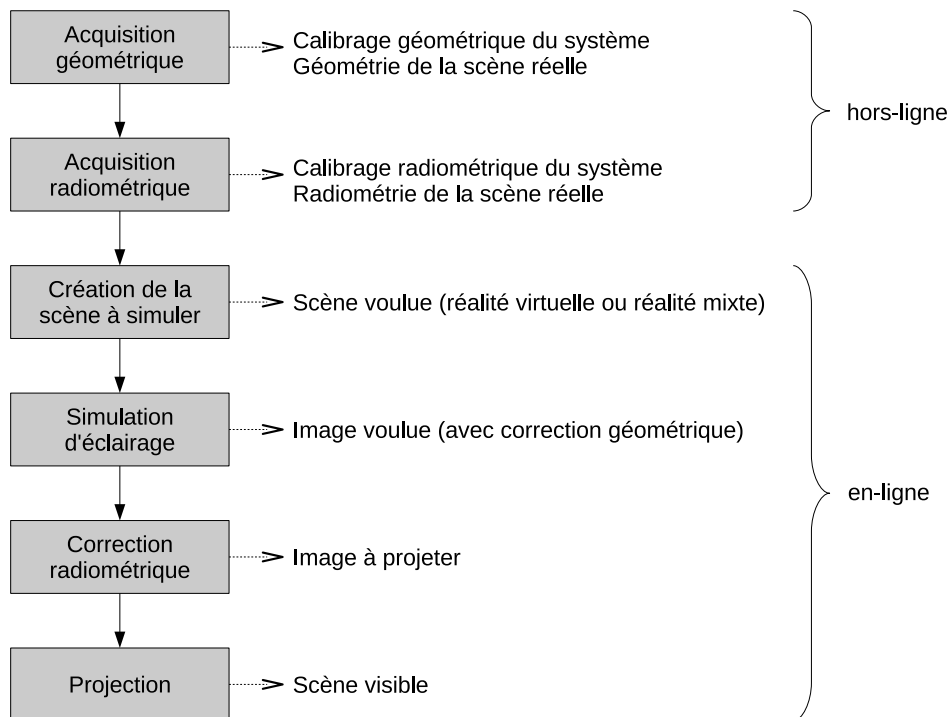 Acquisition
géométrique
Calibrage géométrique du système
Géométrie de la scène réelle
hors-ligne
Acquisition
radiométrique
Calibrage radiométrique du système
Radiométrie de la scène réelle
Création de la
scène à simuler
Scène voulue (réalité virtuelle ou réalité mixte)
Simulation
d'éclairage
Image voulue (avec correction géométrique)
en-ligne
Correction
radiométrique
Image à projeter
Projection
Scène visible